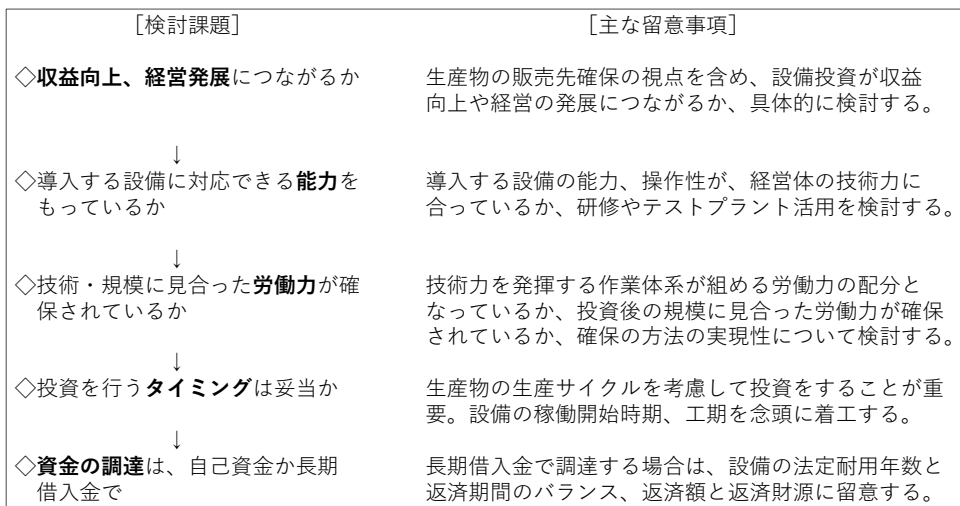 ［検討課題］ ［主な留意事項］
◇収益向上、経営発展につながるか 生産物の販売先確保の視点を含め、設備投資が収益
向上や経営の発展につながるか、具体的に検討する。
↓
◇導入する設備に対応できる能力を 導入する設備の能力、操作性が、経営体の技術力に
もっているか 合っているか、研修やテストプラント活用を検討する。
↓
◇技術・規模に見合った労働力が確 技術力を発揮する作業体系が組める労働力の配分と
保されているか なっているか、投資後の規模に見合った労働力が確保
されているか、確保の方法の実現性について検討する。
↓
◇投資を行うタイミングは妥当か 生産物の生産サイクルを考慮して投資をすることが重
要。設備の稼働開始時期、工期を念頭に着工する。
↓
◇資金の調達は、自己資金か長期 長期借入金で調達する場合は、設備の法定耐用年数と
借入金で 返済期間のバランス、返済額と返済財源に留意する。